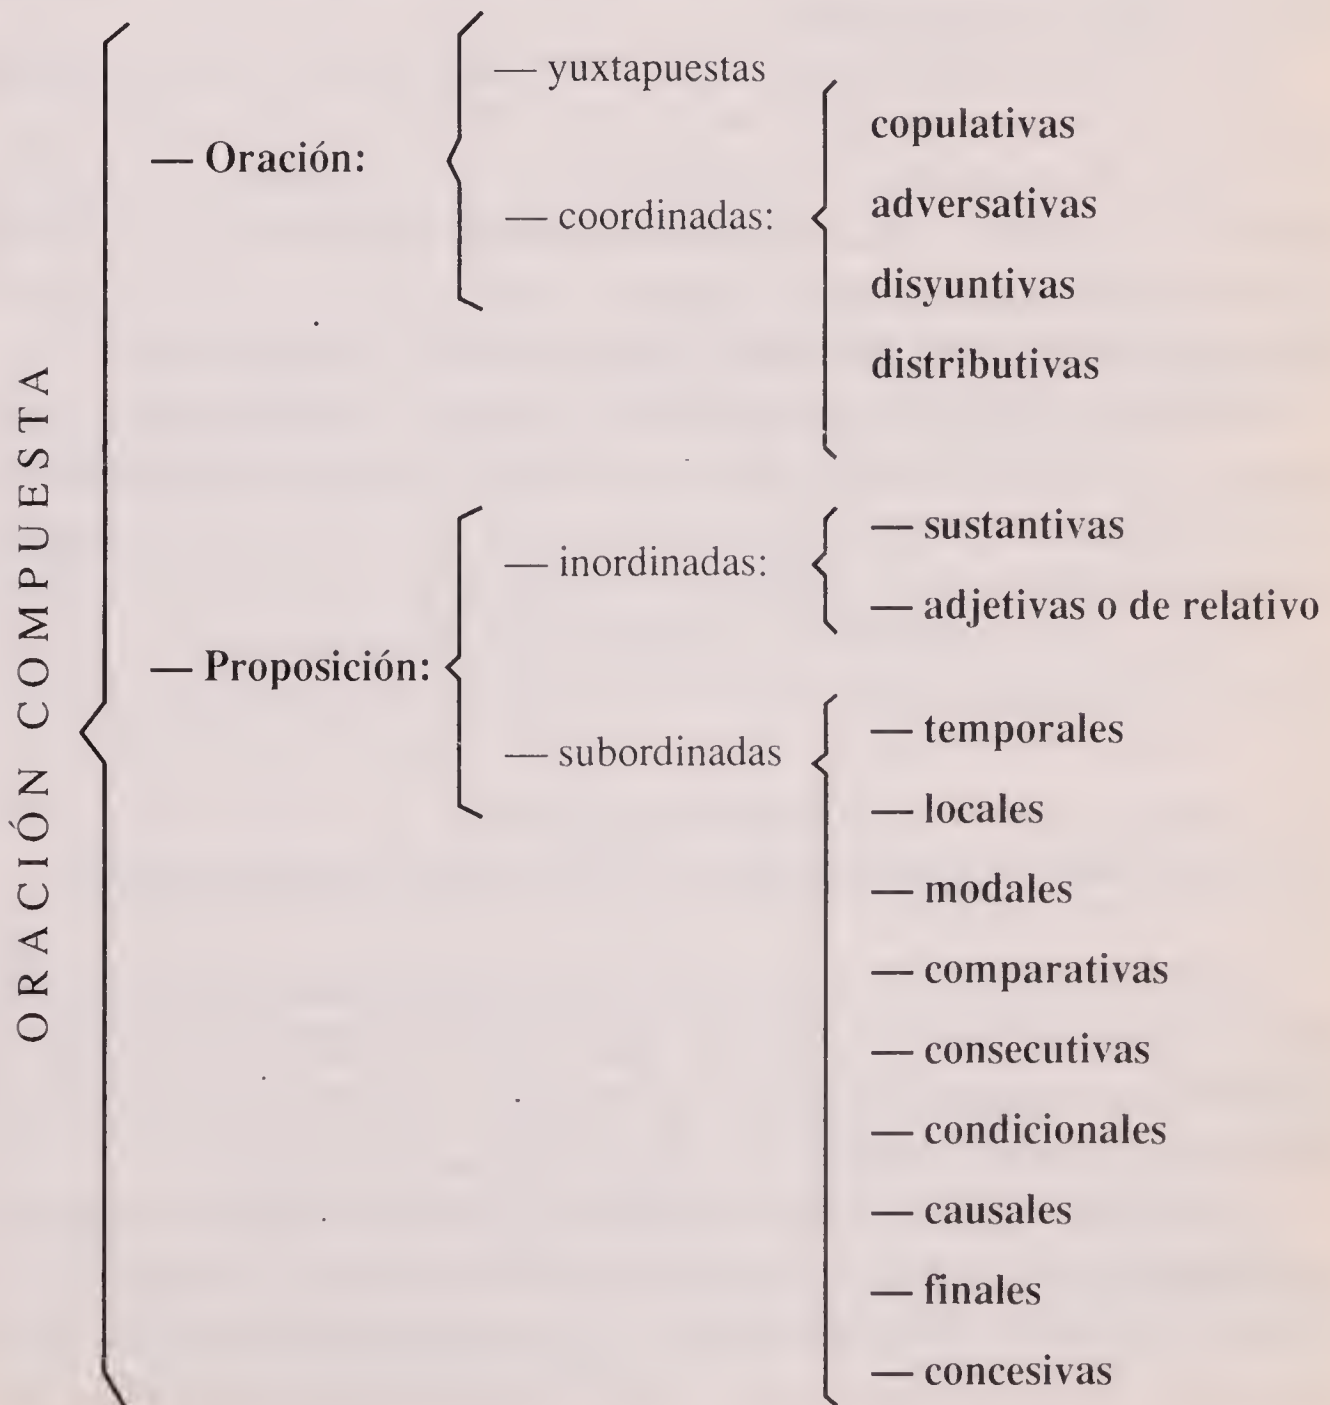 ORACIÓN COMPUESTA
— Oración:
— yuxtapuestas
— coordinadas:
copulativas
adversativas
disyuntivas
distributivas
— Proposición:
— inordinadas:
— sustantivas
— adjetivas o de relativo
— subordinadas
— temporales
— locales
— modales
— comparativas
— consecutivas
— condicionales
— causales
— finales
— concesivas